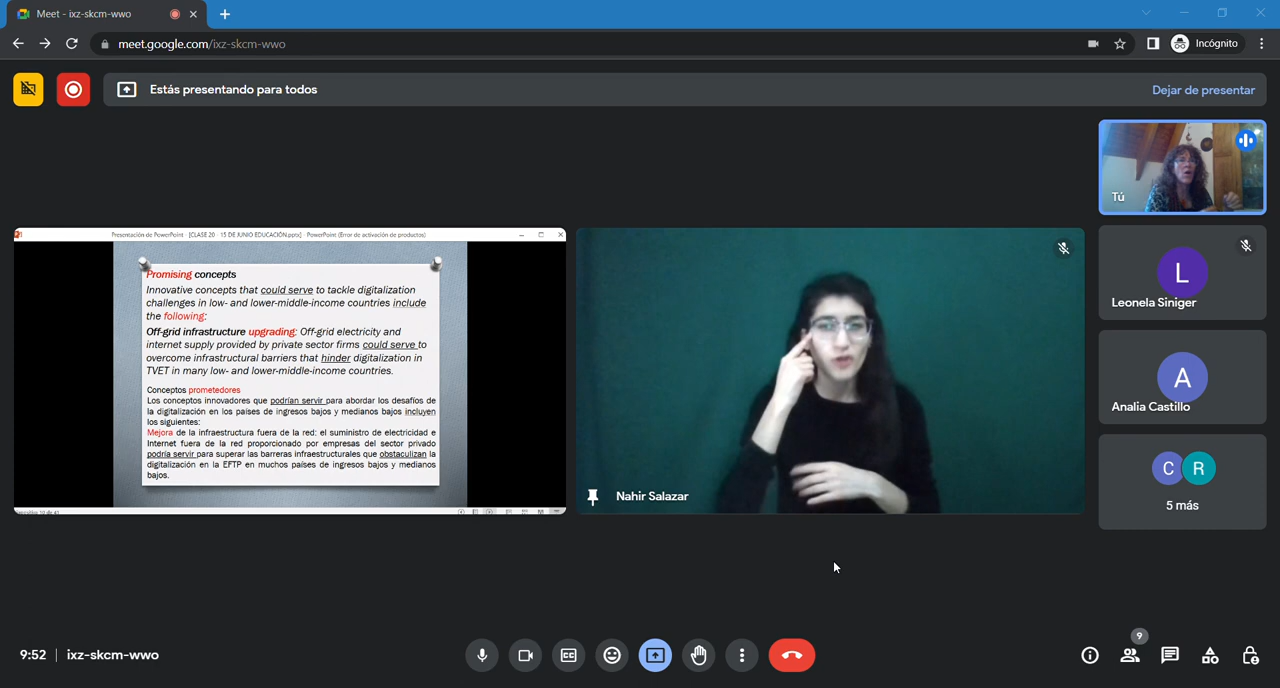 Meet - ixz-skcm-wwo
meet.google.com/ixz-skcm-wwo
Incógnito
Estás presentando para todos
Dejar de presentar
Tú
Presentación de PowerPoint - [CLASE 20 - 15 DE JUNIO EDUCACIÓN.pptx] - PowerPoint (Error de activación de productos)
Promising concepts
Innovative concepts that could serve to tackle digitalization
challenges in low- and lower-middle-income countries include
the following:
Off-grid infrastructure upgrading: Off-grid electricity and
internet supply provided by private sector firms could serve to
overcome infrastructural barriers that hinder digitalization in
TVET in many low- and lower-middle-income countries.
Conceptos prometedores
Los conceptos innovadores que podrían servir para abordar los desafíos de
la digitalización en los países de ingresos bajos y medianos bajos incluyen
los siguientes:
Mejora de la infraestructura fuera de la red: el suministro de electricidad e
Internet fuera de la red proporcionado por empresas del sector privado
podría servir para superar las barreras infraestructurales que obstaculizan la
digitalización en la EFTP en muchos países de ingresos bajos y medianos
bajos.
Nahir Salazar
L
Leonela Siniger
A
Analia Castillo
C R
5 más
9:52 ixz-skcm-wwo
CC
9